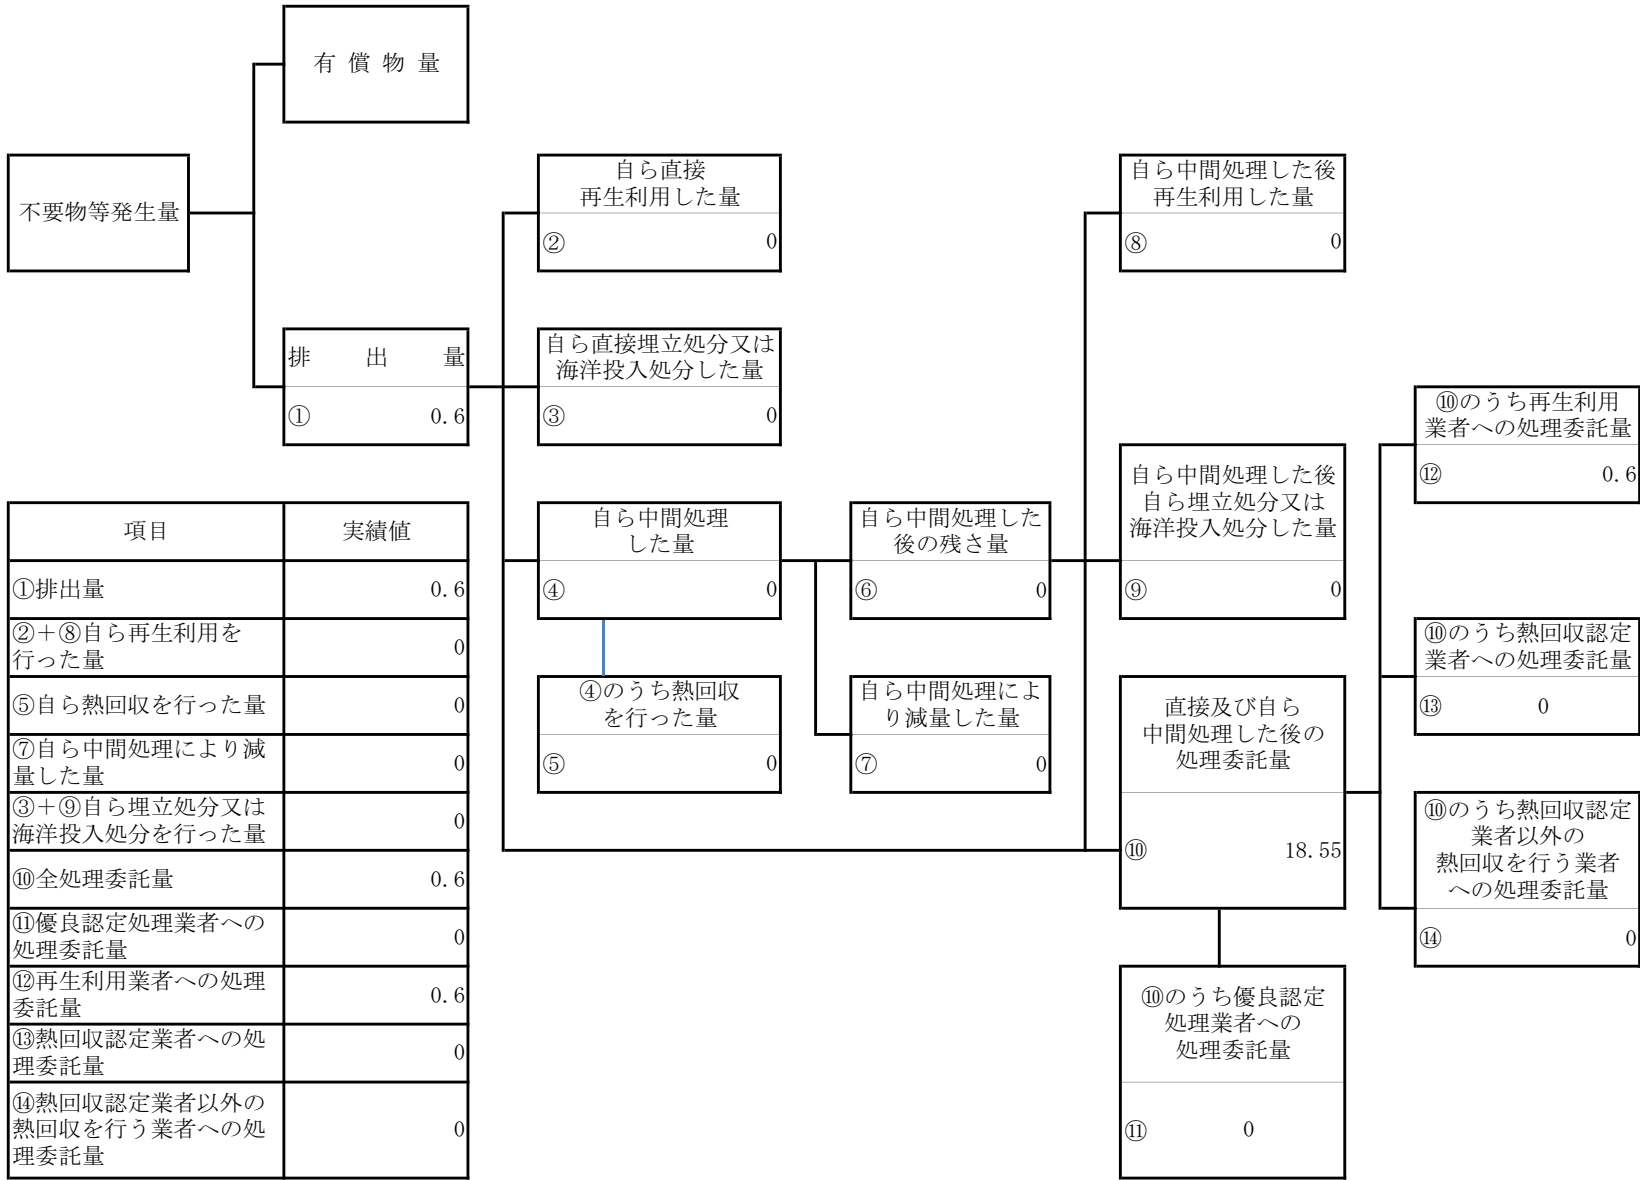 有 償 物 量
不要物等発生量
自ら直接
再生利用した量
② 0
自ら中間処理した後
再生利用した量
⑧ 0
排 出 量
① 0.6
自ら直接埋立処分又は
海洋投入処分した量
③ 0
⑩のうち再生利用
業者への処理委託量
⑫ 0.6
自ら中間処理
した量
④ 0
自ら中間処理した
後の残さ量
⑥ 0
自ら中間処理した後
自ら埋立処分又は
海洋投入処分した量
⑨ 0
⑩のうち熱回収認定
業者への処理委託量
⑬ 0
④のうち熱回収
を行った量
⑤ 0
自ら中間処理によ
り減量した量
⑦ 0
直接及び自ら
中間処理した後の
処理委託量
⑩ 18.55
⑩のうち熱回収認定
業者以外の
熱回収を行う業者
への処理委託量
⑭ 0
⑩のうち優良認定
処理業者への
処理委託量
⑪ 0
項目 実績値
①排出量 0.6
②＋⑧自ら再生利用を
行った量 0
⑤自ら熱回収を行った量 0
⑦自ら中間処理により減
量した量 0
③＋⑨自ら埋立処分又は
海洋投入処分を行った量 0
⑩全処理委託量 0.6
⑪優良認定処理業者への
処理委託量 0
⑫再生利用業者への処理
委託量 0.6
⑬熱回収認定業者への処
理委託量 0
⑭熱回収認定業者以外の
熱回収を行う業者への処
理委託量 0